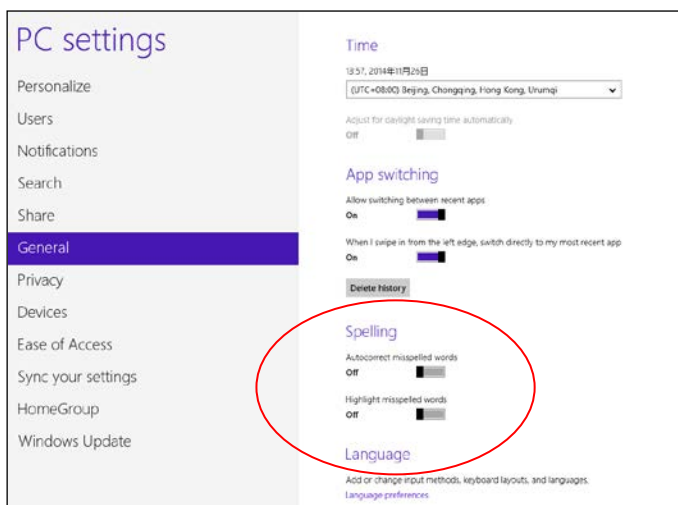 PC settings
Personalize
Users
Notifications
Search
Share
General
Privacy
Devices
Ease of Access
Sync your settings
HomeGroup
Windows Update
Time
13:57, 2014年11月26日
(UTC+08:00) Beijing, Chongqing, Hong Kong, Urumqi
Adjust for daylight saving time automatically
Off
App switching
Allow switching between recent apps
On
When I swipe in from the left edge, switch directly to my most recent app
On
Delete history
Spelling
Autocorrect misspelled words
Off
Highlight misspelled words
Off
Language
Add or change input methods, keyboard layouts, and languages.
Language preferences